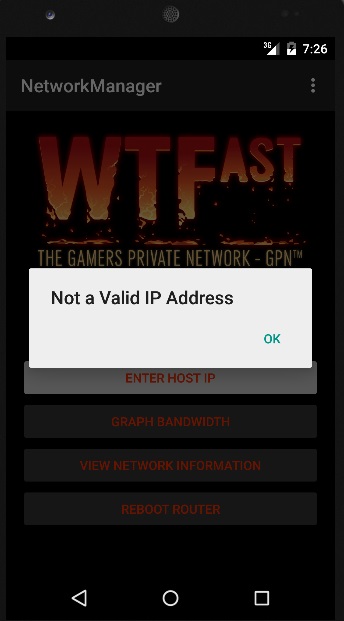 3G 7:26
NetworkManager
WTFAST
THE GAMERS PRIVATE NETWORK - GPN™
Not a Valid IP Address
OK
ENTER HOST IP
GRAPH BANDWIDTH
VIEW NETWORK INFORMATION
REBOOT ROUTER